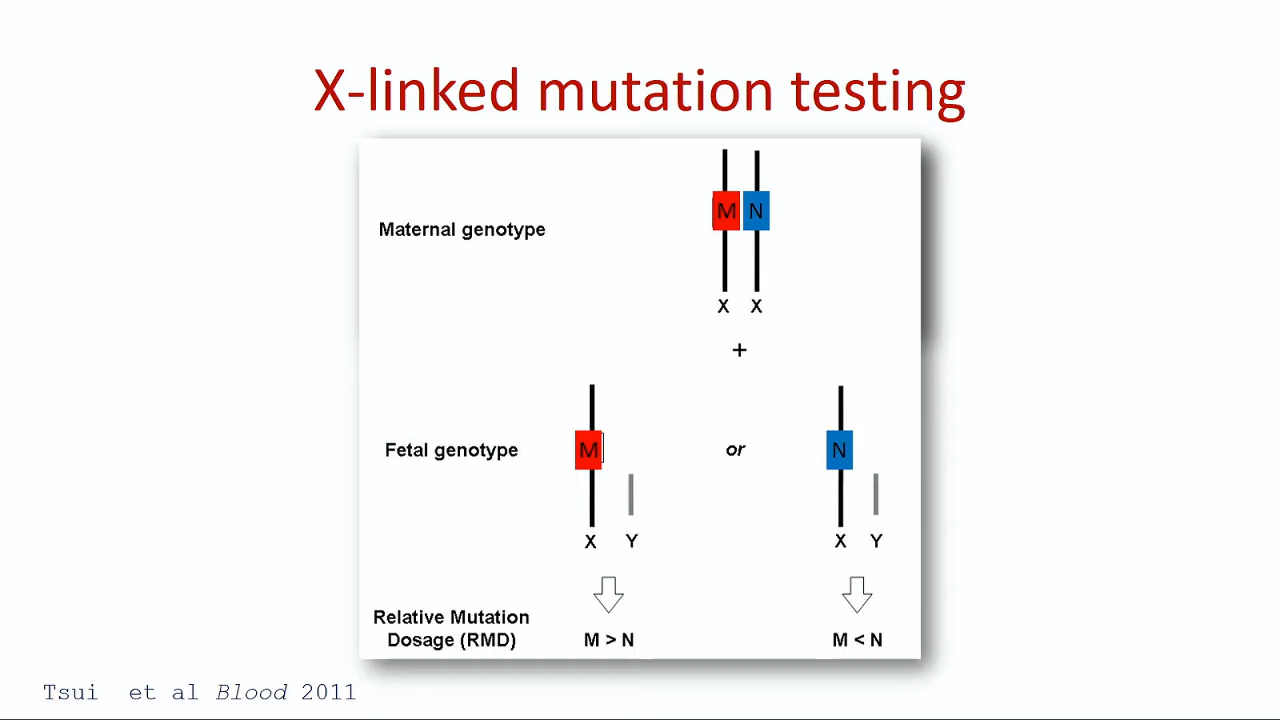 X-linked mutation testing
M N
Maternal genotype
X X
+
Fetal genotype M or N
X Y X Y
Relative Mutation
Dosage (RMD) M > N M < N
Tsui et al Blood 2011